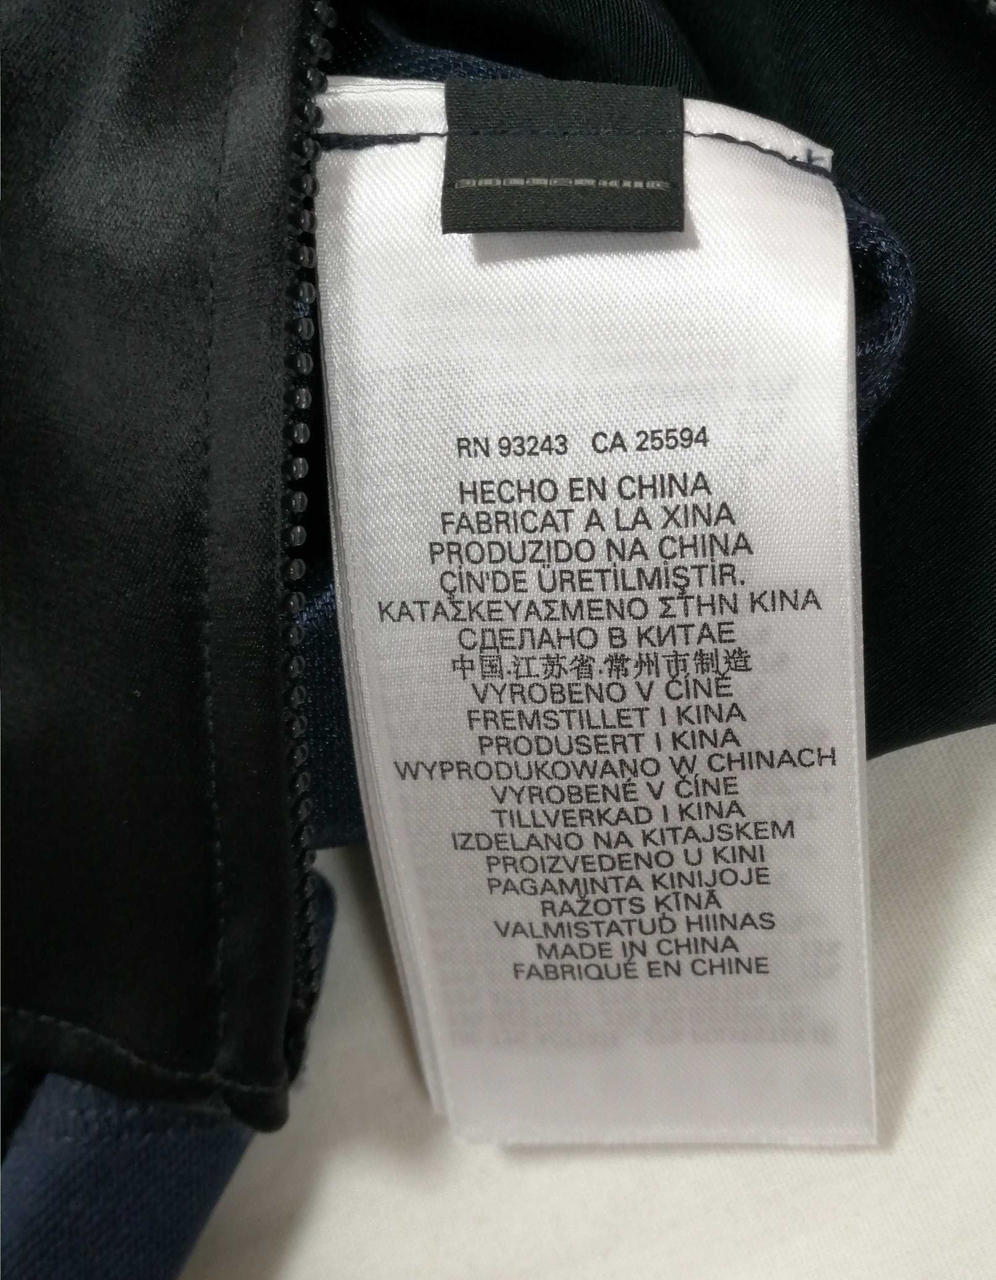 RN 93243 CA 25594
HECHO EN CHINA
FABRICAT A LA XINA
PRODUZIDO NA CHINA
ÇİN'DE ÜRETİLMİŞTİR.
ΚΑΤΑΣΚΕΥΑΣΜΕΝΟ ΣΤΗΝ ΚΙΝΑ
СДЕЛАНО В КИТАЕ
中国.江苏省.常州市制造
VYROBENO V ČÍNĚ
FREMSTILLET I KINA
PRODUSERT I KINA
WYPRODUKOWANO W CHINACH
VYROBENÉ V ČÍNE
TILLVERKAD I KINA
IZDELANO NA KITAJSKEM
PROIZVEDENO U KINI
PAGAMINTA KINIJOJE
RAŽOTS ĶĪNĀ
VALMISTATUD HIINAS
MADE IN CHINA
FABRIQUÉ EN CHINE